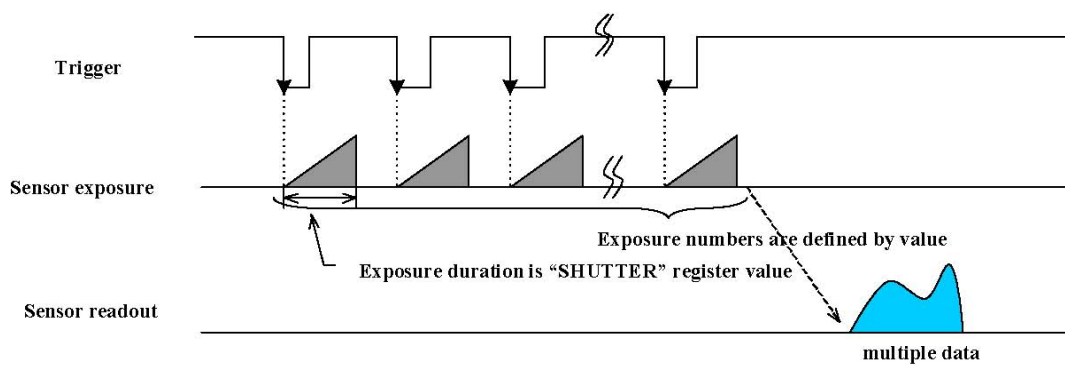 Trigger
Sensor exposure
Exposure numbers are defined by value
Exposure duration is “SHUTTER” register value
Sensor readout
multiple data